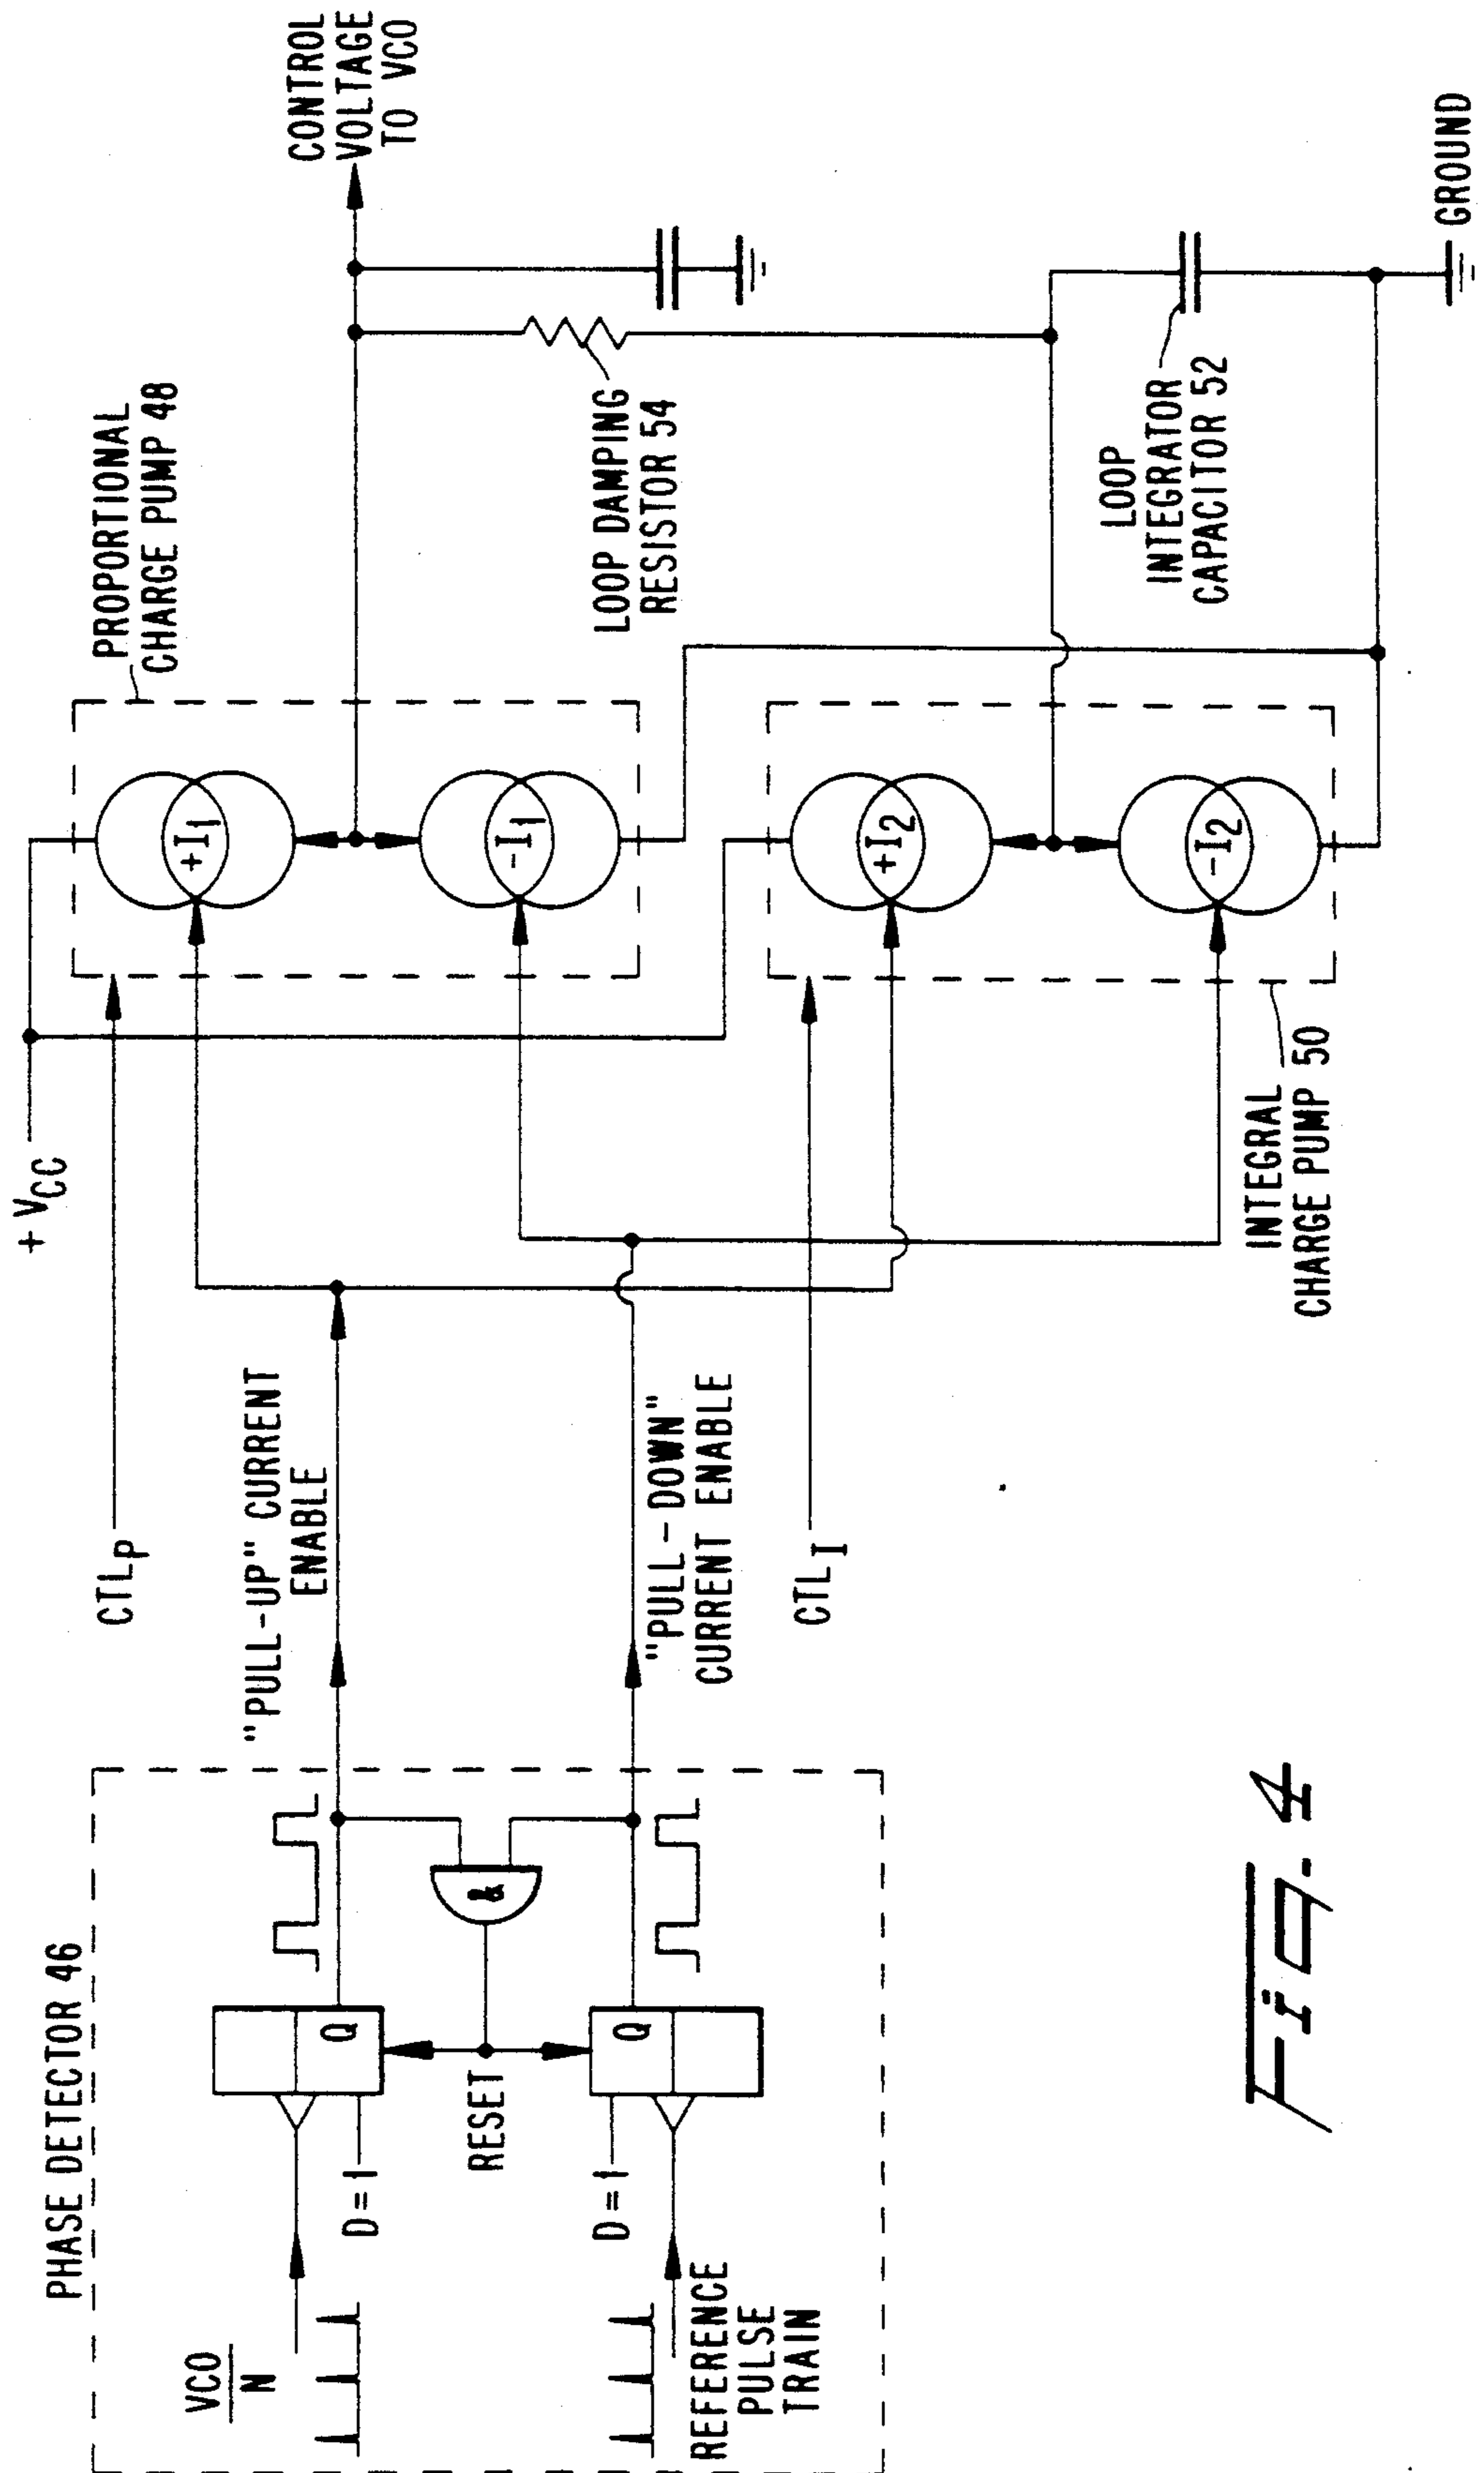 PHASE DETECTOR 46
VCO
N
D = 1
Q
RESET
&
D = 1
Q
REFERENCE
PULSE
TRAIN
"PULL-UP" CURRENT
ENABLE
"PULL-DOWN"
CURRENT ENABLE
+ VCC
CTLP
CTLI
PROPORTIONAL
CHARGE PUMP 48
+I1
-I1
+I2
-I2
INTEGRAL
CHARGE PUMP 50
CONTROL
VOLTAGE
TO VCO
LOOP DAMPING
RESISTOR 54
LOOP
INTEGRATOR
CAPACITOR 52
GROUND
Fig. 4